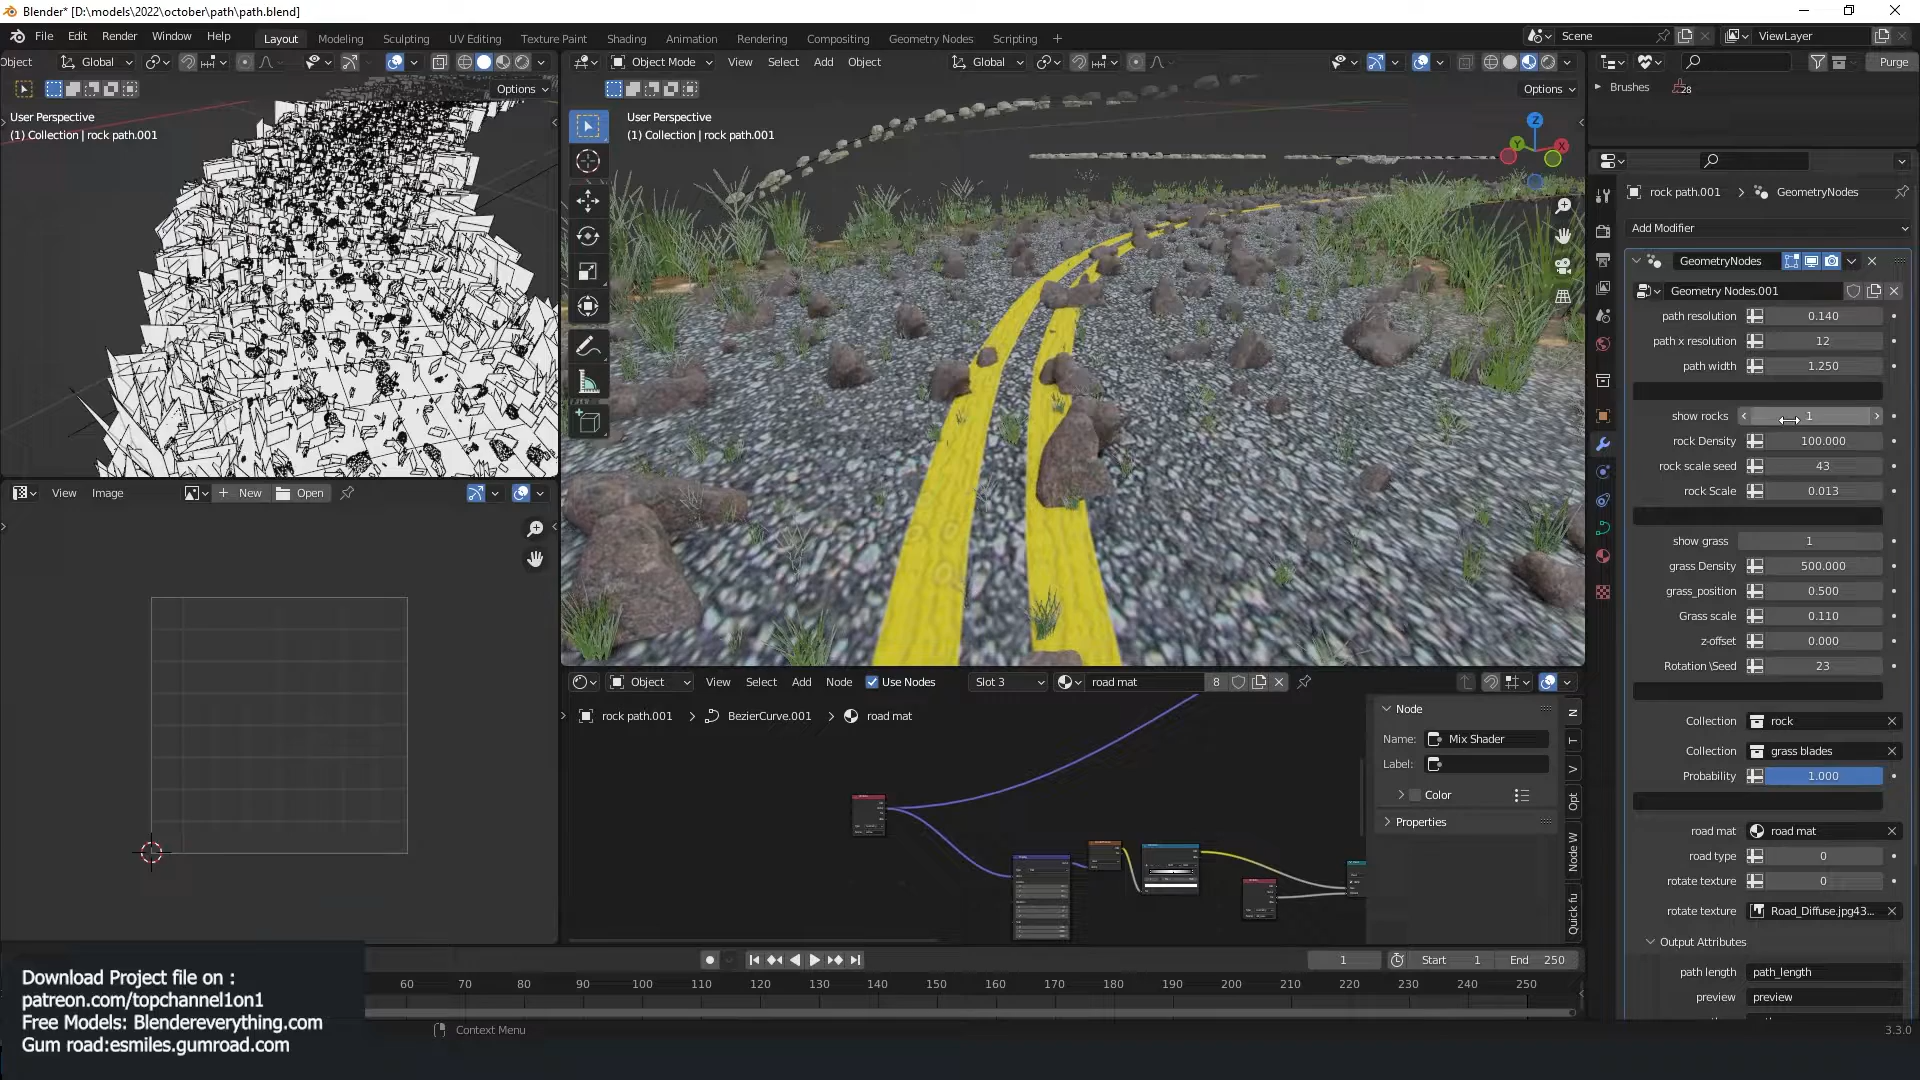 Blender* [D:\models\2022\october\path\path.blend]
File Edit Render Window Help Layout Modeling Sculpting UV Editing Texture Paint Shading Animation Rendering Compositing Geometry Nodes Scripting + Scene ViewLayer
Object Global Object Mode View Select Add Object Global Purge
Options Options Brushes 28
User Perspective
(1) Collection | rock path.001
User Perspective
(1) Collection | rock path.001
Z Y X
rock path.001 > GeometryNodes
Add Modifier
GeometryNodes
Geometry Nodes.001
path resolution 0.140
path x resolution 12
path width 1.250
show rocks 1
rock Density 100.000
rock scale seed 43
rock Scale 0.013
show grass 1
grass Density 500.000
grass_position 0.500
Grass scale 0.110
z-offset 0.000
Rotation \Seed 23
Collection rock
Collection grass blades
Probability 1.000
road mat road mat
road type 0
rotate texture 0
rotate texture Road_Diffuse.jpg43...
Output Attributes
path length path_length
preview preview
View Image New Open
Object View Select Add Node Use Nodes Slot 3 road mat 8
rock path.001 > BezierCurve.001 > road mat
Node
Name: Mix Shader
Label:
Color
Properties
N
T
V
Opt
Node W
Quick fu
1 Start 1 End 250
60 70 80 90 100 110 120 130 140 150 160 170 180 190 200 210 220 230 240 250
Context Menu 3.3.0
Download Project file on :
patreon.com/topchannel1on1
Free Models: Blendereverything.com
Gum road:esmiles.gumroad.com